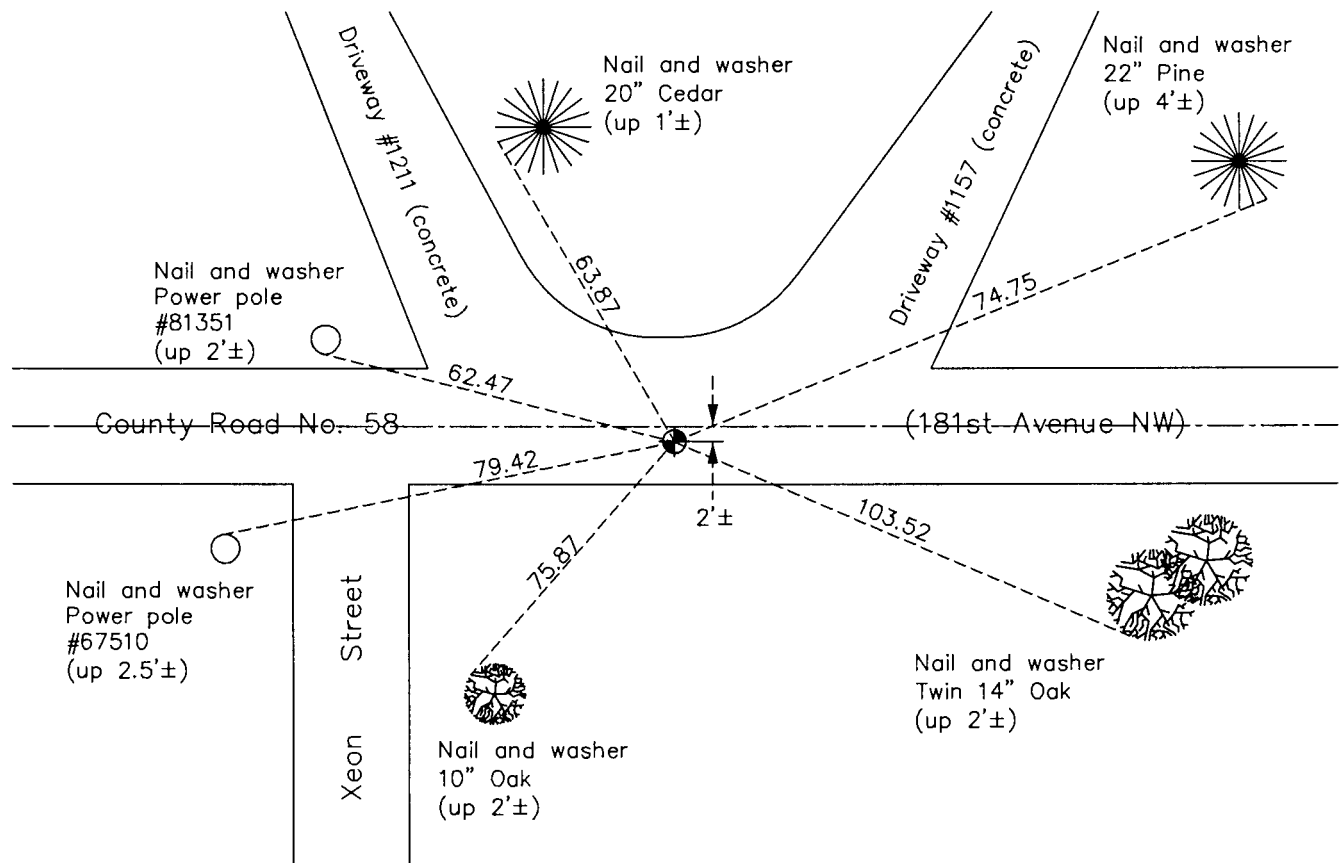 Driveway #1211 (concrete)
Nail and washer
20" Cedar
(up 1'±)
Driveway #1157 (concrete)
Nail and washer
22" Pine
(up 4'±)
63.87
74.75
Nail and washer
Power pole
#81351
(up 2'±)
62.47
County Road No. 58
(181st Avenue NW)
79.42
2'±
103.52
75.87
Nail and washer
Power pole
#67510
(up 2.5'±)
Xeon Street
Nail and washer
10" Oak
(up 2'±)
Nail and washer
Twin 14" Oak
(up 2'±)